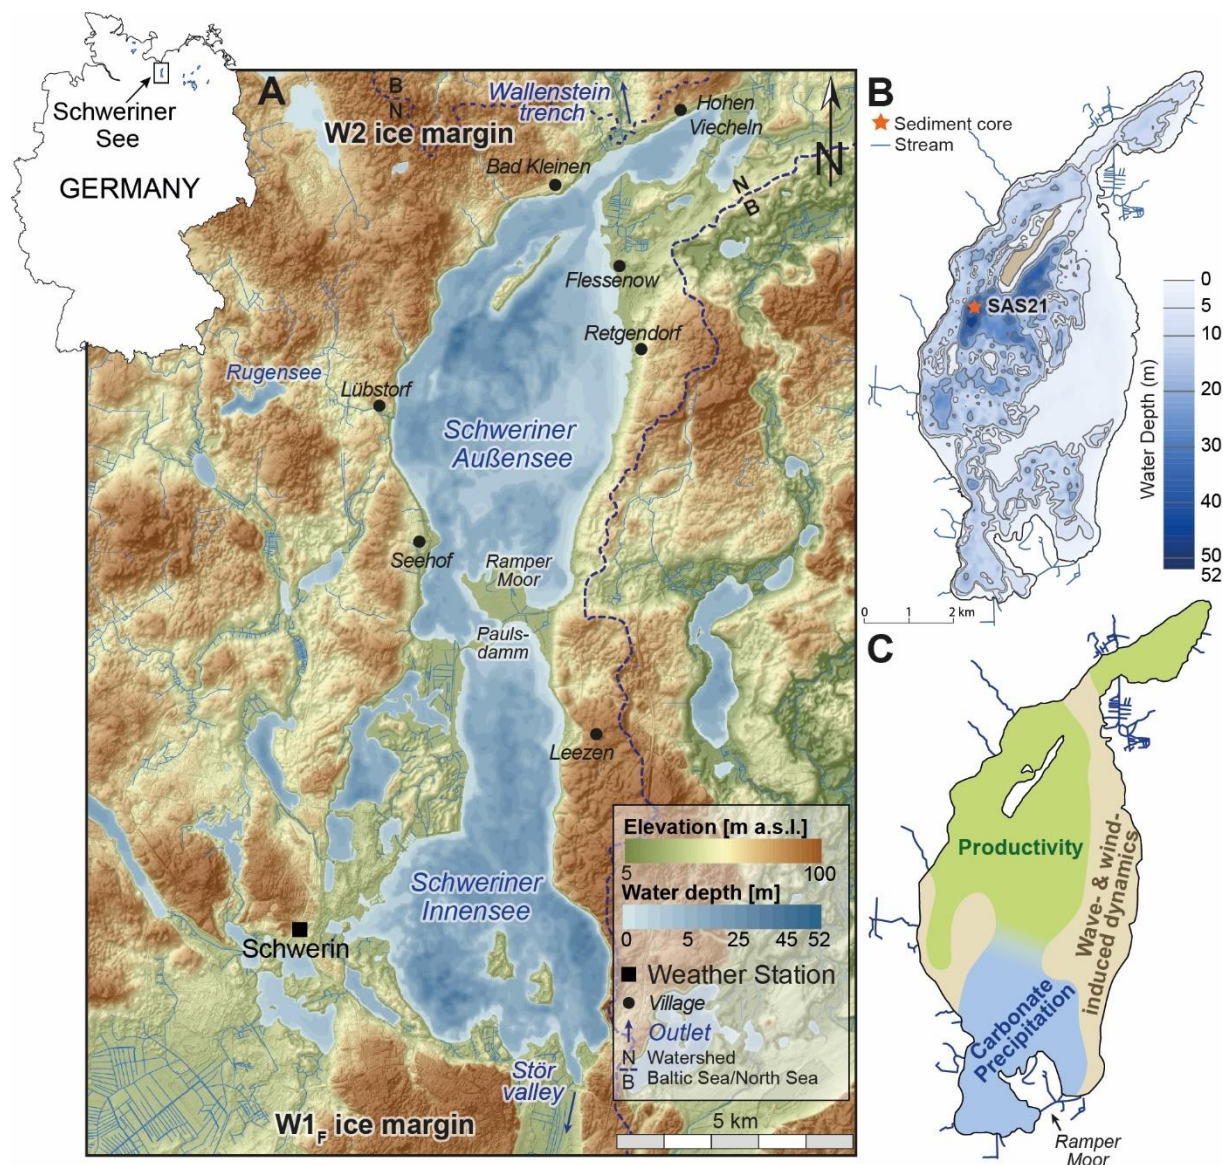 Schweriner
See
GERMANY
A
B
N
W2 ice margin
Wallenstein
trench
Hohen
Viecheln
N
Bad Kleinen
N
B
Flessenow
Retgendorf
Rugensee
Lübstorf
Schweriner
Außensee
Seehof
Ramper
Moor
Pauls-
damm
Leezen
Schweriner
Innensee
Schwerin
Stör
valley
W1F ice margin
Elevation [m a.s.l.]
5 100
Water depth [m]
0 5 25 45 52
Weather Station
Village
Outlet
N Watershed
B Baltic Sea/North Sea
5 km
B
Sediment core
Stream
SAS21
Water Depth (m)
0
5
10
20
30
40
50
52
0 1 2 km
C
Productivity
Wave- & wind-
induced dynamics
Carbonate
Precipitation
Ramper
Moor